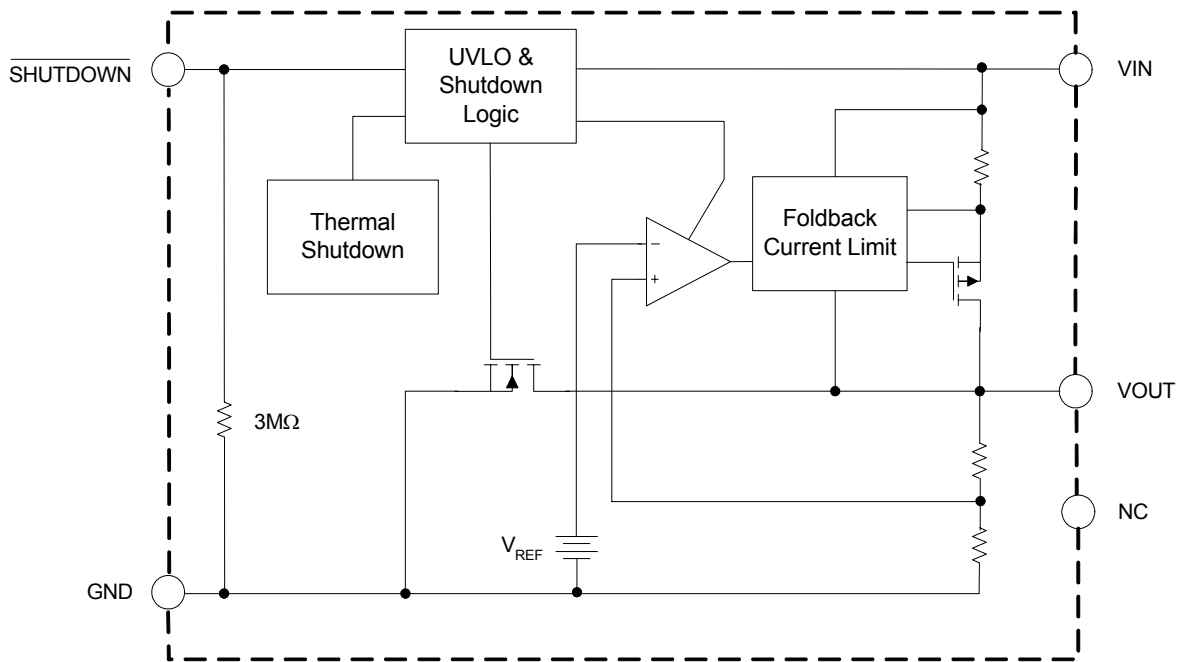 SHUTDOWN
UVLO &
Shutdown
Logic
VIN
Thermal
Shutdown
Foldback
Current Limit
−
+
VOUT
3MΩ
NC
VREF
GND